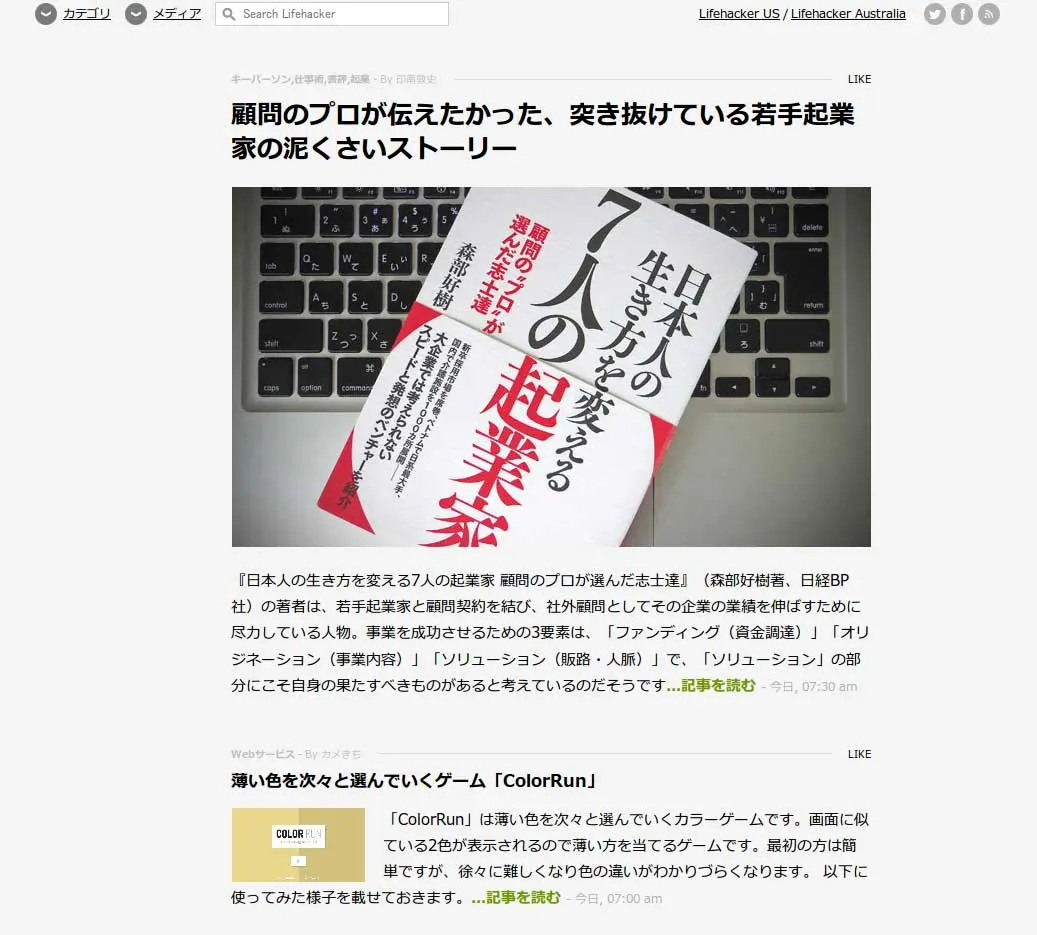 カテゴリ メディア Search Lifehacker Lifehacker US / Lifehacker Australia
キーパーソン,仕事術,書評,起業 - By 印南敦史 LIKE
顧問のプロが伝えたかった、突き抜けている若手起業
家の泥くさいストーリー
日本人の
生き方を変える
7人の
起業家
顧問の"プロ"が
選んだ志士達
森部好樹
新卒採用市場を席巻、ベトナムで日系最大手、
国内で介護施設を1000カ所展開――
大企業では考えられない
スピードと発想のベンチャーを紹介
tab
control
shift
caps
option
command
delete
enter
return
shift
fn
『日本人の生き方を変える7人の起業家 顧問のプロが選んだ志士達』（森部好樹著、日経BP
社）の著者は、若手起業家と顧問契約を結び、社外顧問としてその企業の業績を伸ばすために
尽力している人物。事業を成功させるための3要素は、「ファンディング（資金調達）」「オリ
ジネーション（事業内容）」「ソリューション（販路・人脈）」で、「ソリューション」の部
分にこそ自身の果たすべきものがあると考えているのだそうです...記事を読む - 今日, 07:30 am
Webサービス - By カメきち LIKE
薄い色を次々と選んでいくゲーム「ColorRun」
COLOR RUN
「ColorRun」は薄い色を次々と選んでいくカラーゲームです。画面に似
ている2色が表示されるので薄い方を当てるゲームです。最初の方は簡
単ですが、徐々に難しくなり色の違いがわかりづらくなります。 以下に
使ってみた様子を載せておきます。...記事を読む - 今日, 07:00 am